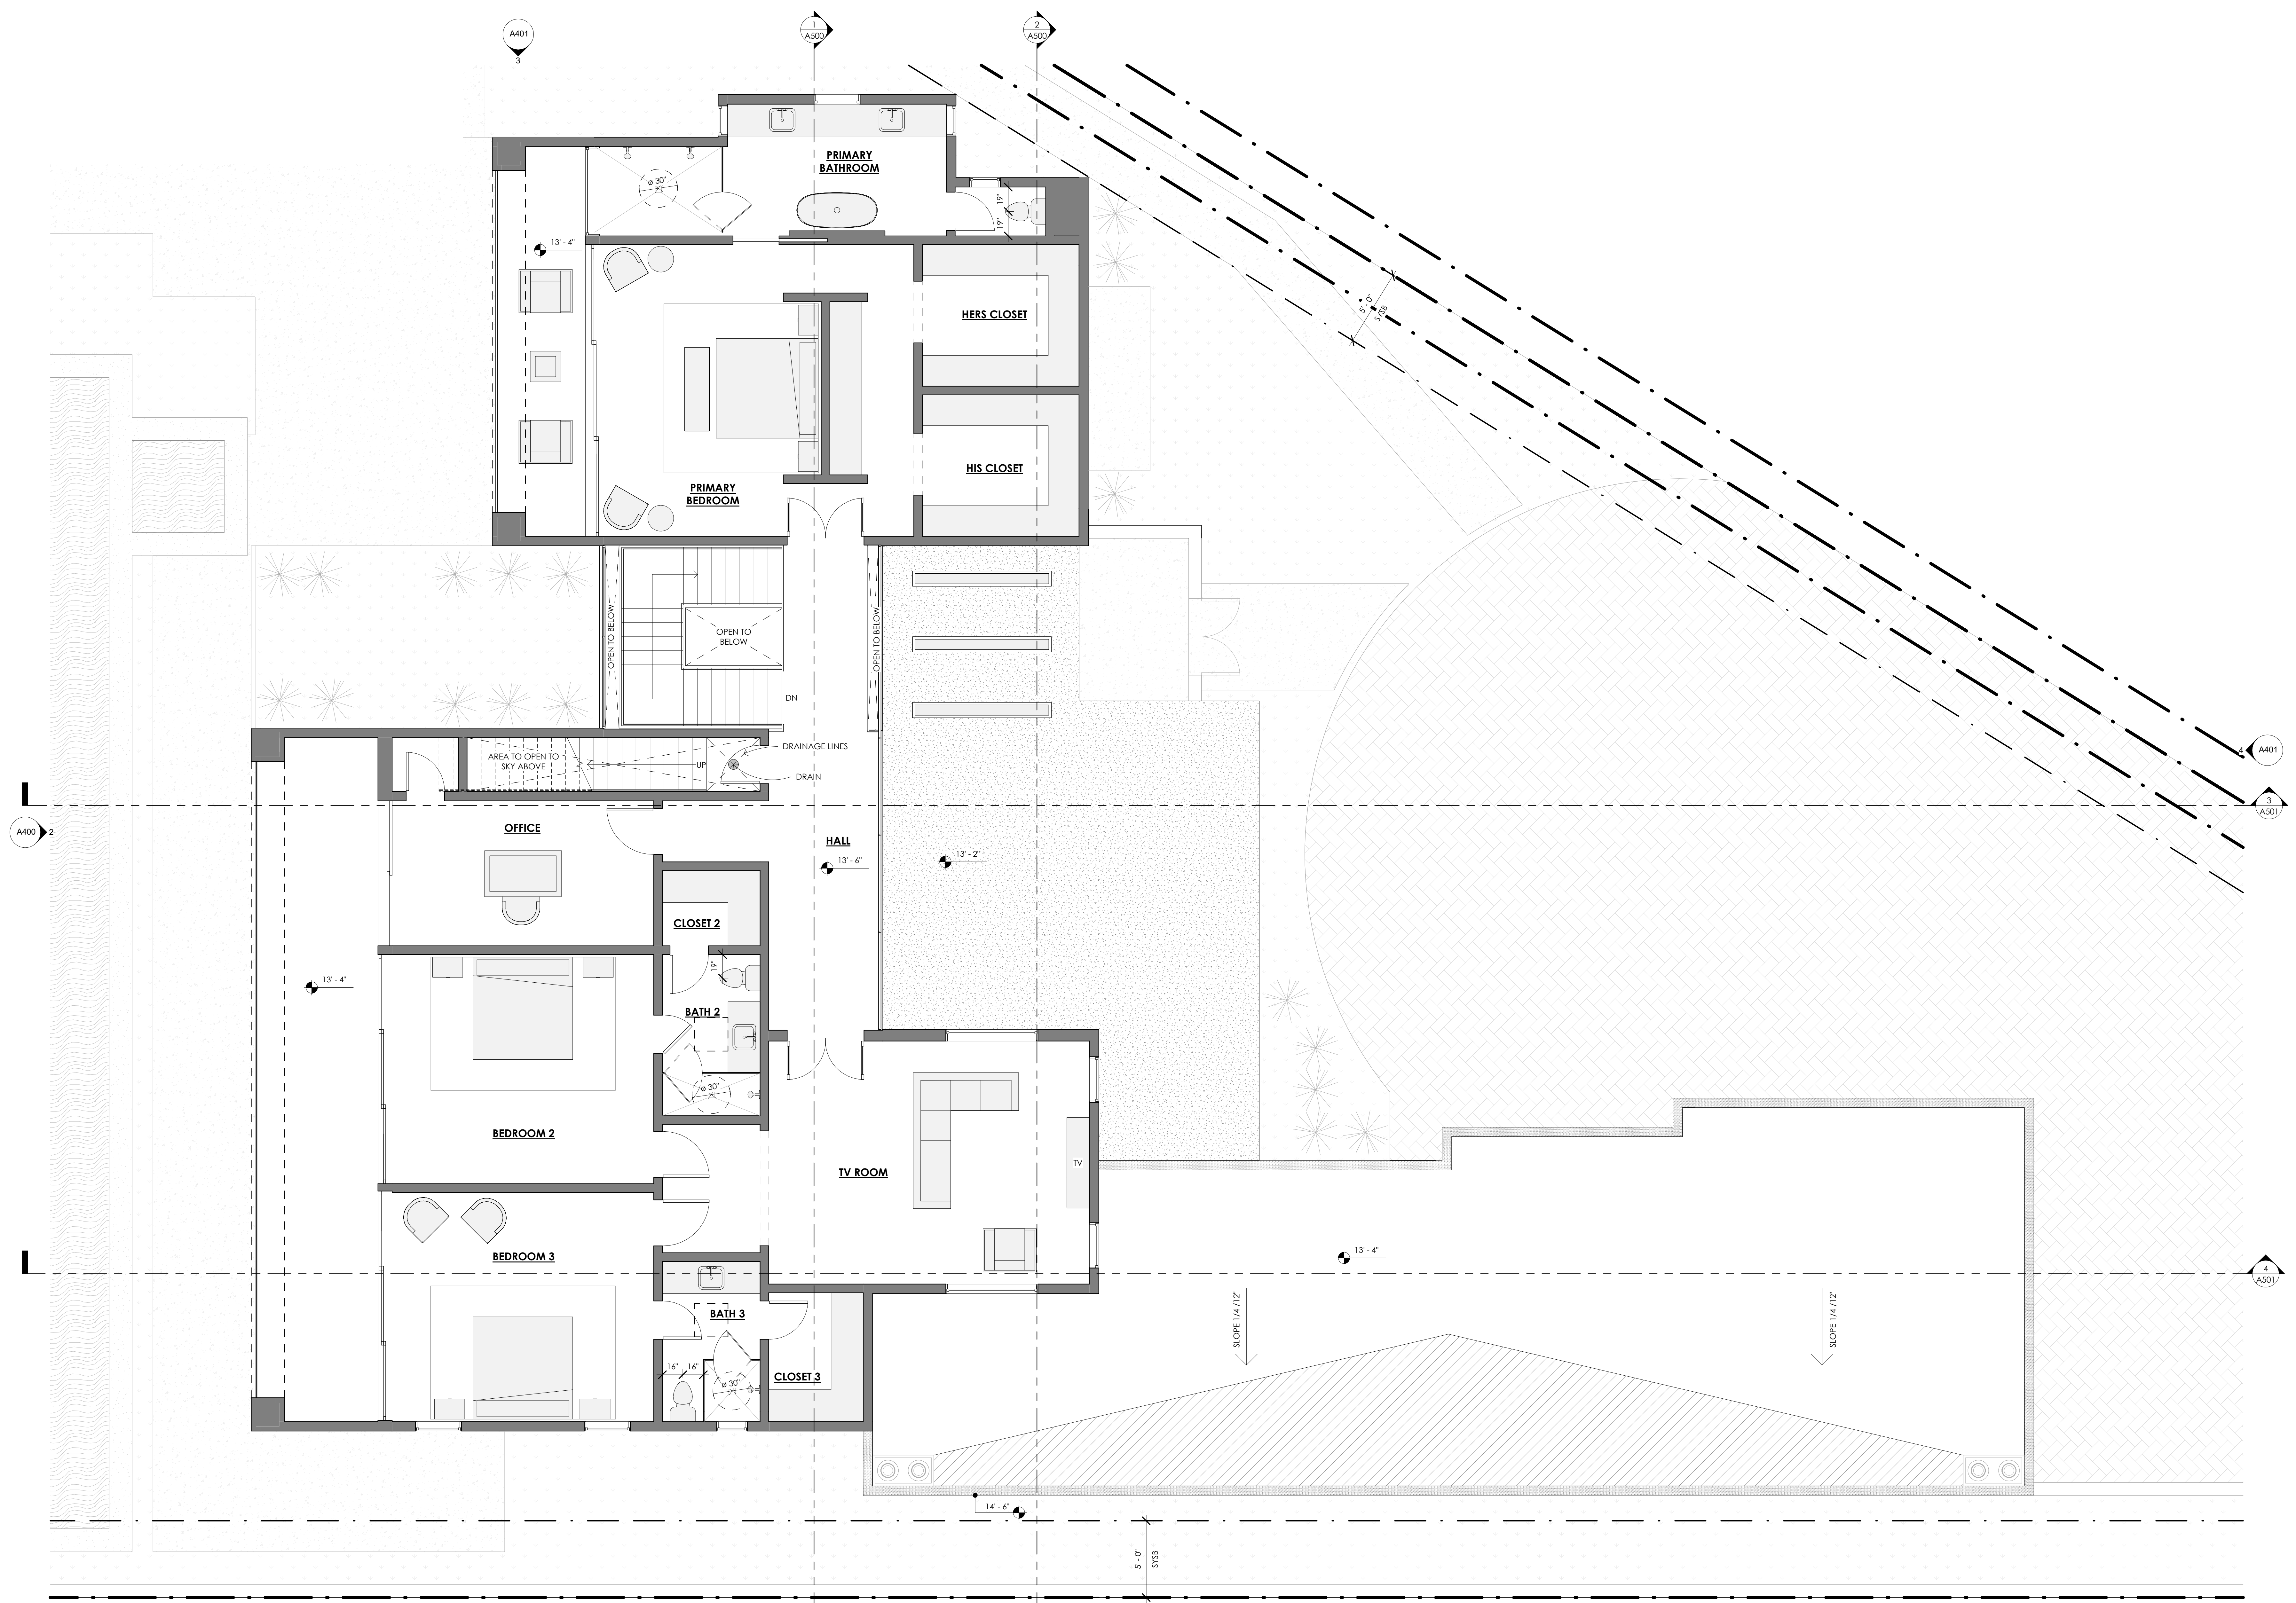 A401
3
1
A500
2
A500
PRIMARY
BATHROOM
ø 30"
19"
19"
13' - 4"
HERS CLOSET
5' - 0"
SYSB
HIS CLOSET
PRIMARY
BEDROOM
OPEN TO BELOW
OPEN TO
BELOW
OPEN TO BELOW
DN
DRAINAGE LINES
AREA TO OPEN TO
SKY ABOVE
UP
DRAIN
4
A401
3
A501
A400
2
OFFICE
HALL
13' - 6"
13' - 2"
CLOSET 2
19"
13' - 4"
BATH 2
ø 30"
BEDROOM 2
TV ROOM
TV
BEDROOM 3
13' - 4"
4
A501
BATH 3
SLOPE 1/4 /12"
SLOPE 1/4 /12"
16"
16"
ø 30"
CLOSET 3
14' - 6"
5' - 0"
SYSB